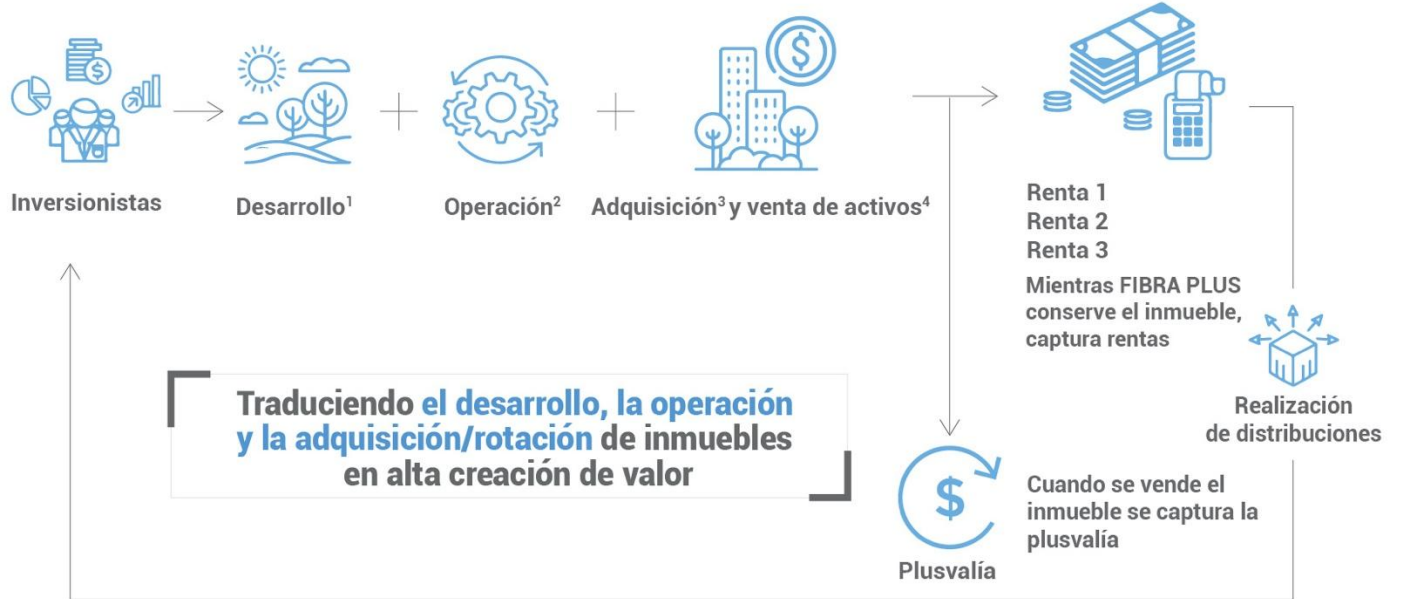 Inversionistas
Desarrollo¹
Operación²
Adquisición³ y venta de activos⁴
Renta 1
Renta 2
Renta 3
Mientras FIBRA PLUS
conserve el inmueble,
captura rentas
Realización
de distribuciones
Traduciendo el desarrollo, la operación
y la adquisición/rotación de inmuebles
en alta creación de valor
Plusvalía
Cuando se vende el
inmueble se captura la
plusvalía